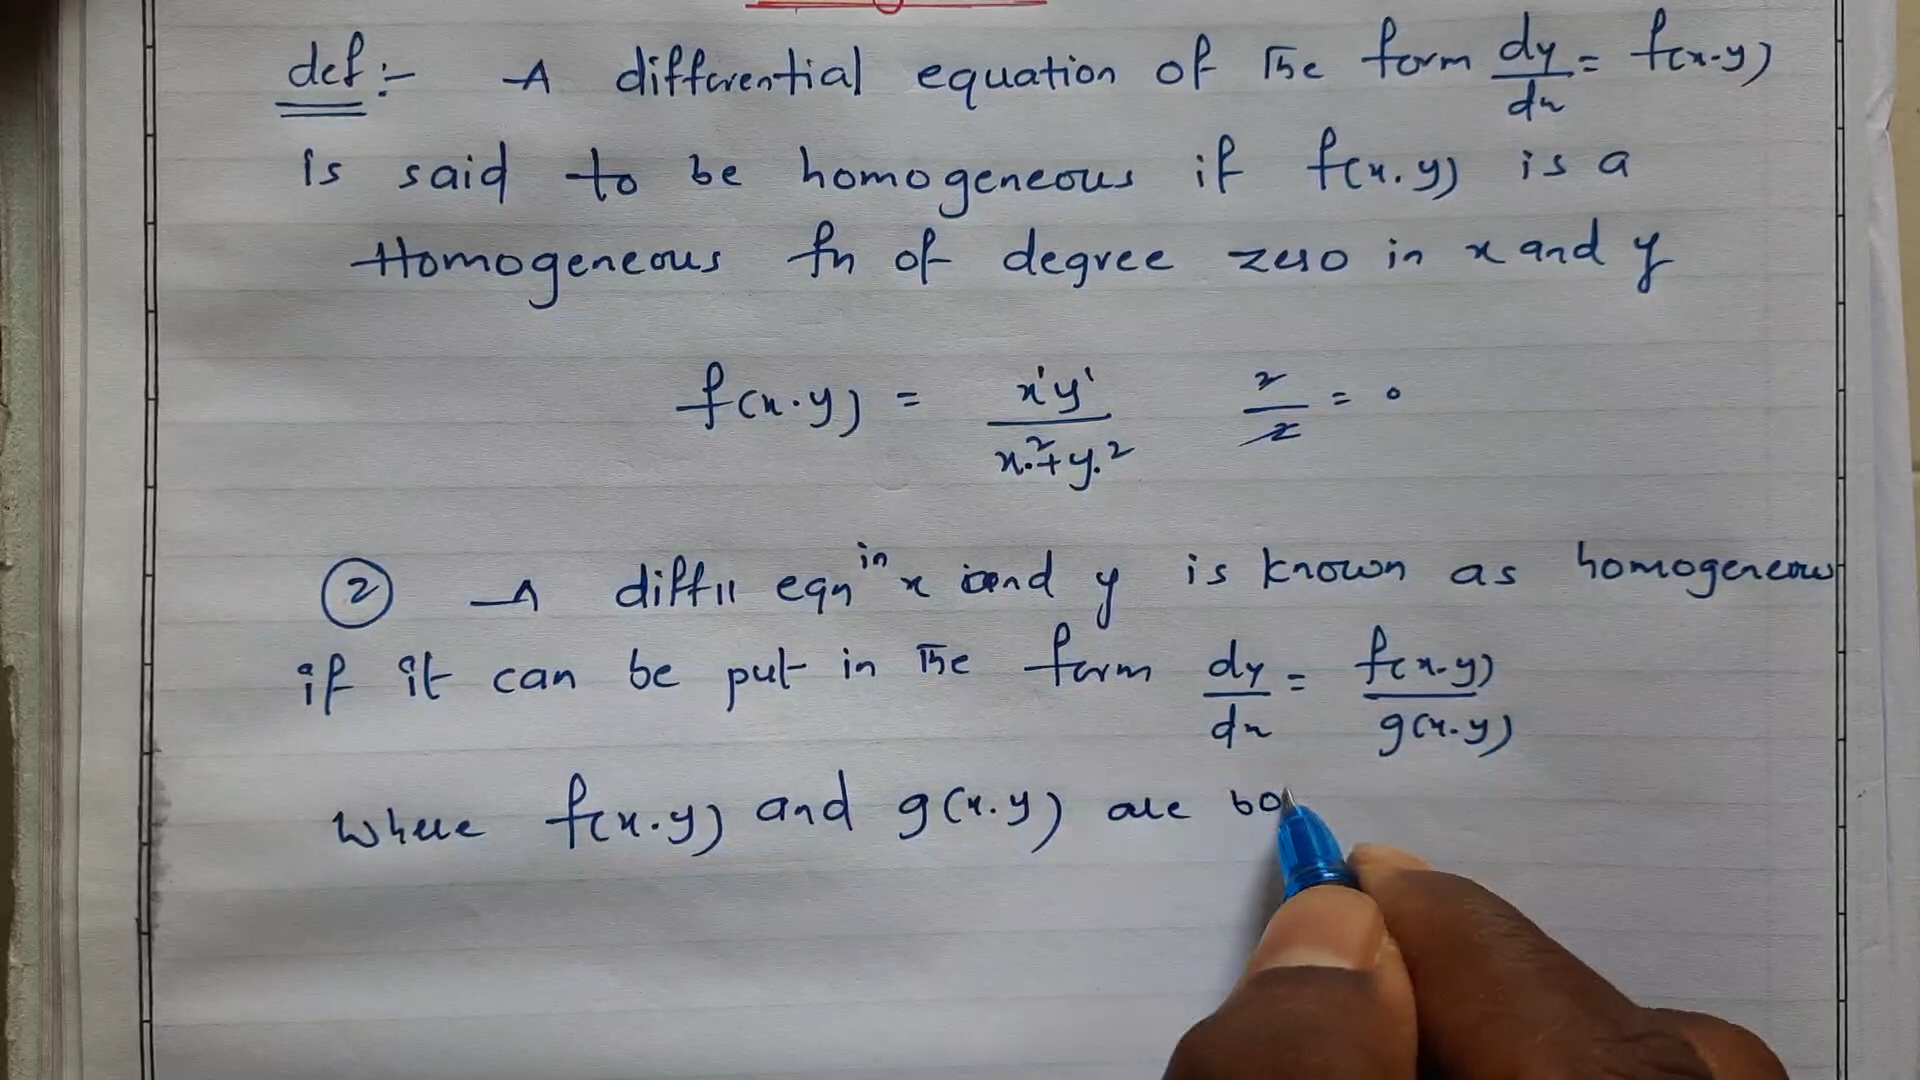 def:- A differential equation of the form dy/dx = f(x.y)
is said to be homogeneous if f(x.y) is a
Homogeneous fn of degree zero in x and y
f(x.y) = x'y'/x.²+y.² 2/2 = 0
② A diffll eqn in x and y is known as homogeneous
if it can be put in the form dy/dx = f(x.y)/g(x.y)
where f(x.y) and g(x.y) are bo